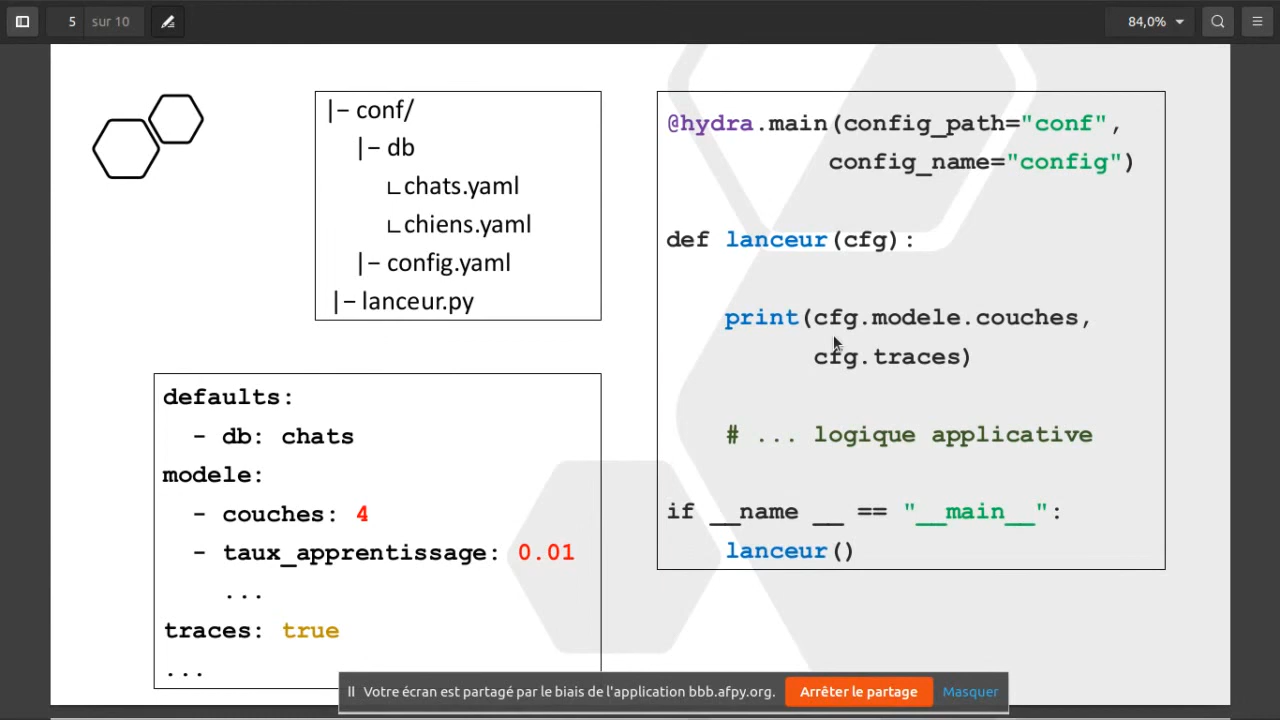 5 sur 10
84,0%
|– conf/
|– db
∟chats.yaml
∟chiens.yaml
|– config.yaml
|– lanceur.py
defaults:
- db: chats
modele:
- couches: 4
- taux_apprentissage: 0.01
...
traces: true
...
@hydra.main(config_path="conf",
config_name="config")
def lanceur(cfg):
print(cfg.modele.couches,
cfg.traces)
# ... logique applicative
if __name __ == "__main__":
lanceur()
Votre écran est partagé par le biais de l'application bbb.afpy.org. Arrêter le partage Masquer